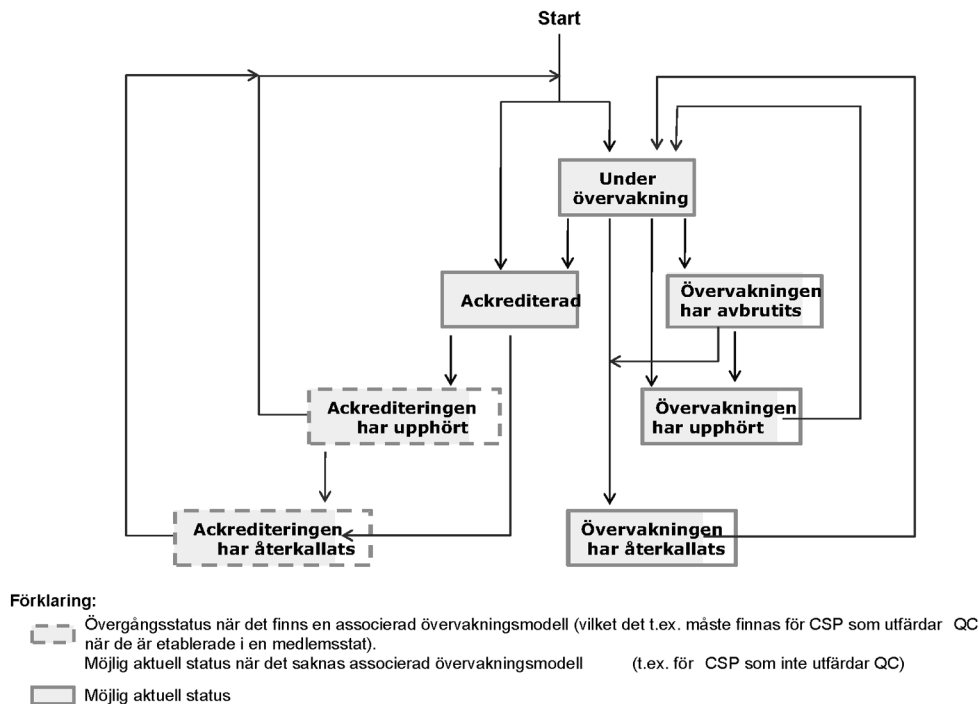 Start
Under
övervakning
Ackrediterad
Övervakningen
har avbrutits
Ackrediteringen
har upphört
Övervakningen
har upphört
Ackrediteringen
har återkallats
Övervakningen
har återkallats
Förklaring:
Övergångsstatus när det finns en associerad övervakningsmodell (vilket det t.ex. måste finnas för CSP som utfärdar QC
när de är etablerade i en medlemsstat).
Möjlig aktuell status när det saknas associerad övervakningsmodell (t.ex. för CSP som inte utfärdar QC)
Möjlig aktuell status